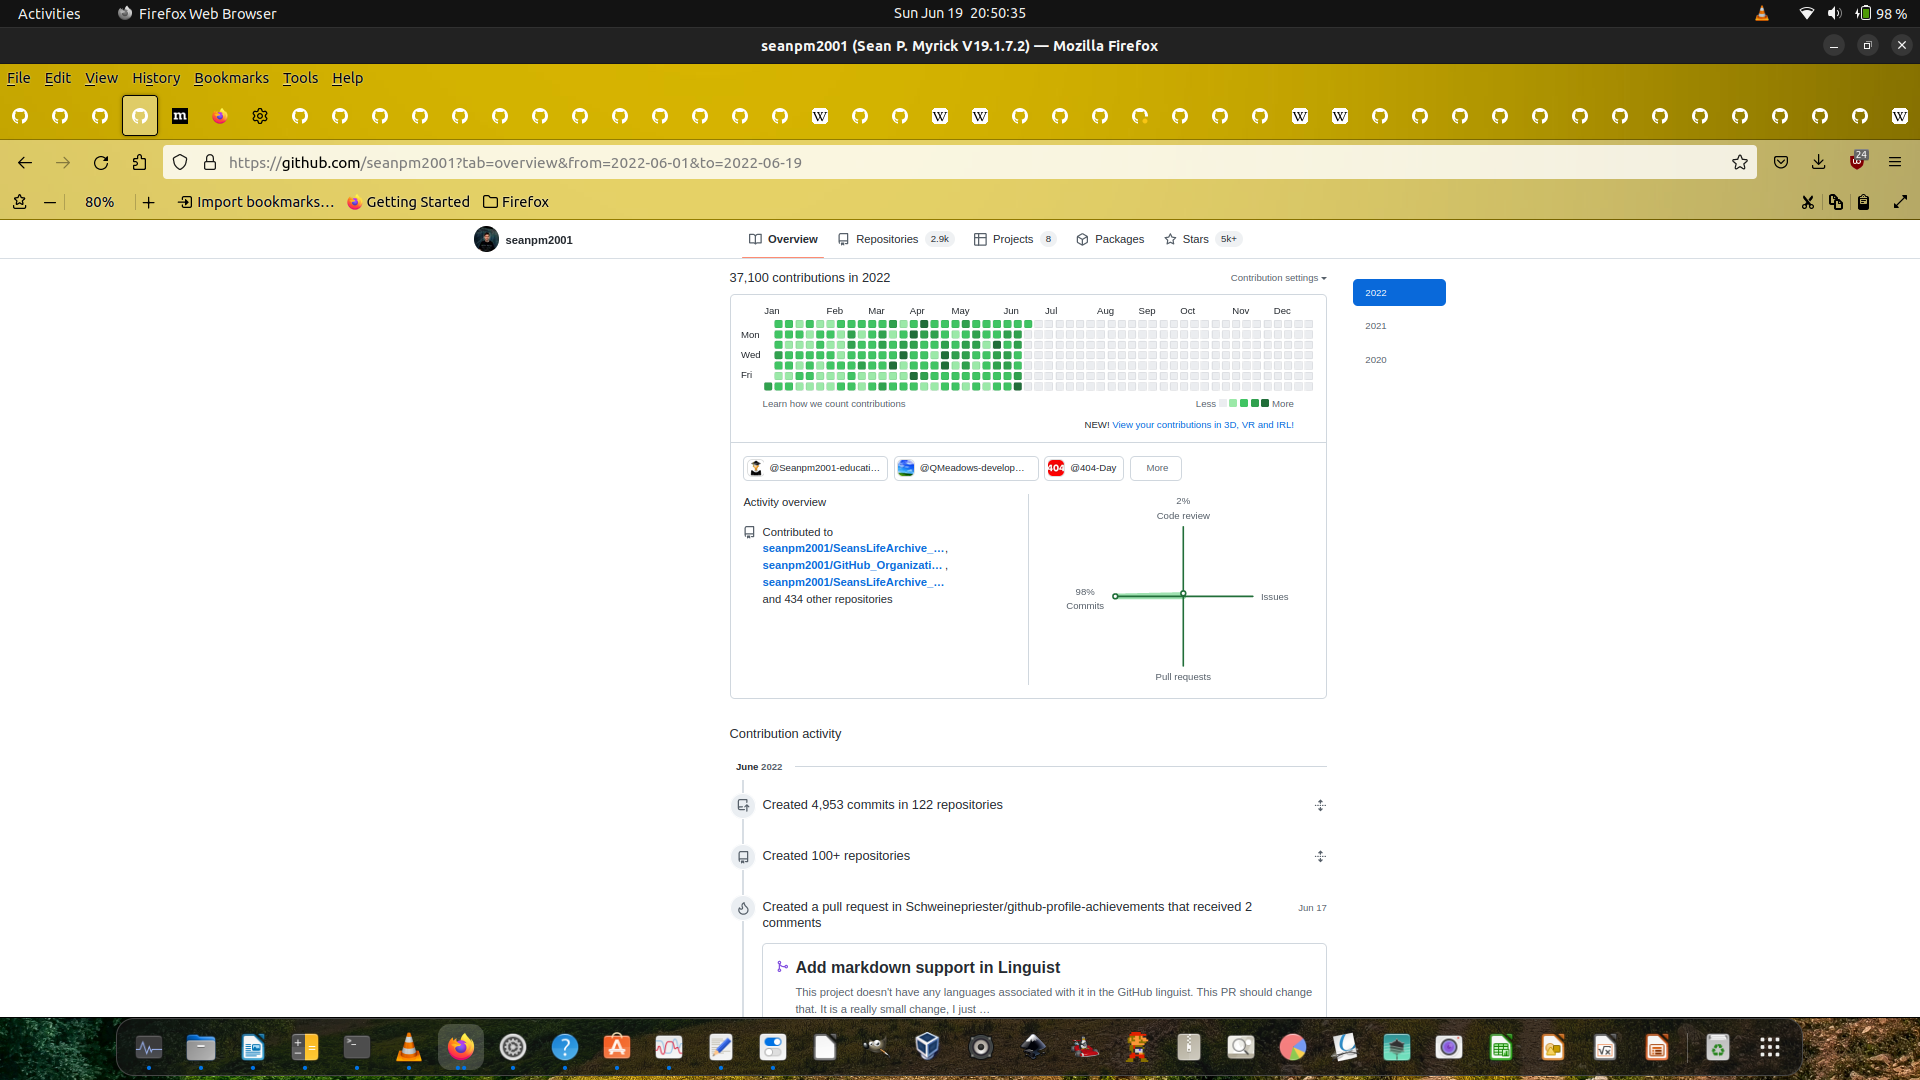 Activities
Firefox Web Browser
Sun Jun 19 20:50:35
98 %
seanpm2001 (Sean P. Myrick V19.1.7.2) — Mozilla Firefox
File Edit View History Bookmarks Tools Help
m
W
W
W
W
W
W
https://github.com/seanpm2001?tab=overview&from=2022-06-01&to=2022-06-19
24
80%
Import bookmarks…
Getting Started
Firefox
seanpm2001
Overview
Repositories 2.9k
Projects 8
Packages
Stars 5k+
37,100 contributions in 2022
Contribution settings
2022
2021
2020
Jan Feb Mar Apr May Jun Jul Aug Sep Oct Nov Dec
Mon
Wed
Fri
Learn how we count contributions
Less More
NEW! View your contributions in 3D, VR and IRL!
@Seanpm2001-educati…
@QMeadows-develop…
404 @404-Day
More
Activity overview
Contributed to
seanpm2001/SeansLifeArchive_…,
seanpm2001/GitHub_Organizati… ,
seanpm2001/SeansLifeArchive_…
and 434 other repositories
2%
Code review
98%
Commits
Issues
Pull requests
Contribution activity
June 2022
Created 4,953 commits in 122 repositories
Created 100+ repositories
Created a pull request in Schweinepriester/github-profile-achievements that received 2
comments
Jun 17
Add markdown support in Linguist
This project doesn't have any languages associated with it in the GitHub linguist. This PR should change
that. It is a really small change, I just …